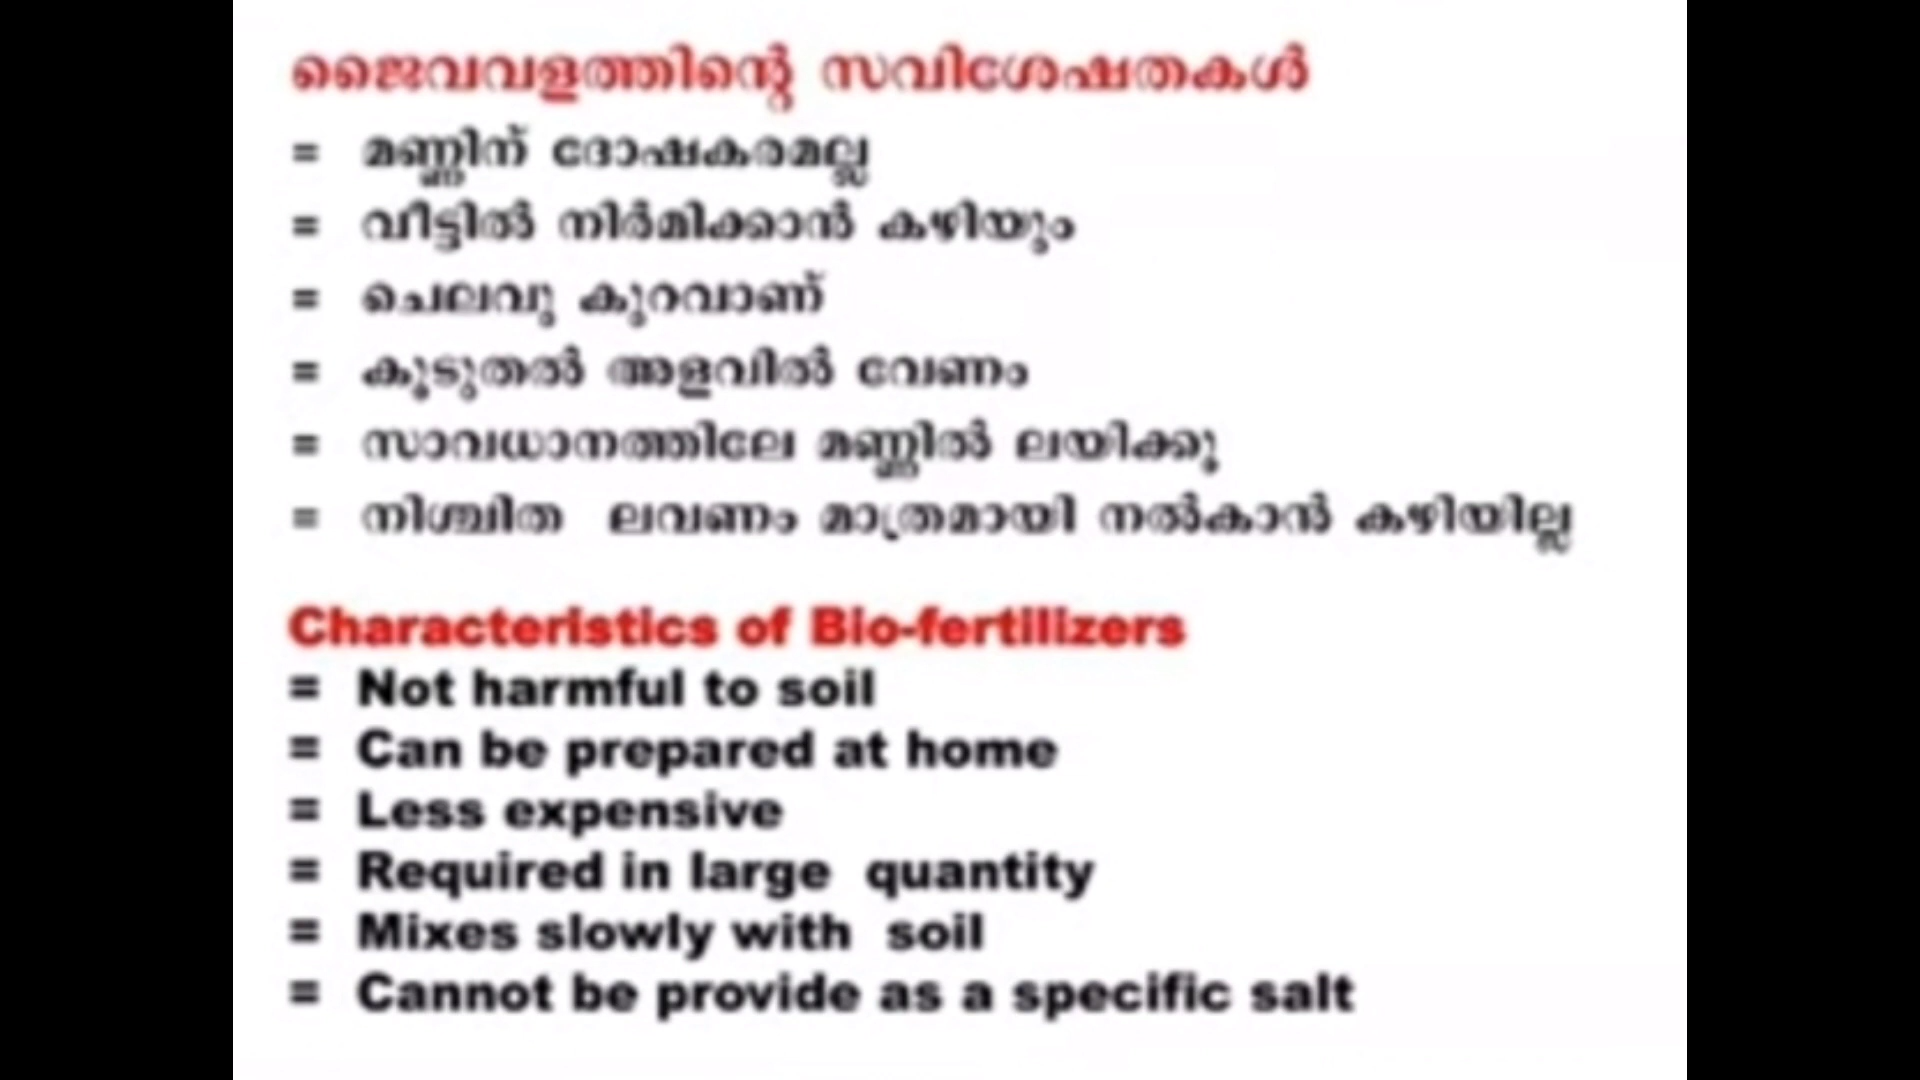 ജൈവവളത്തിന്റെ സവിശേഷതകൾ
= മണ്ണിന് ദോഷകരമല്ല
= വീട്ടിൽ നിർമിക്കാൻ കഴിയും
= ചെലവു കുറവാണ്
= കൂടുതൽ അളവിൽ വേണം
= സാവധാനത്തിലേ മണ്ണിൽ ലയിക്കൂ
= നിശ്ചിത ലവണം മാത്രമായി നൽകാൻ കഴിയില്ല
Characteristics of Bio-fertilizers
= Not harmful to soil
= Can be prepared at home
= Less expensive
= Required in large quantity
= Mixes slowly with soil
= Cannot be provide as a specific salt